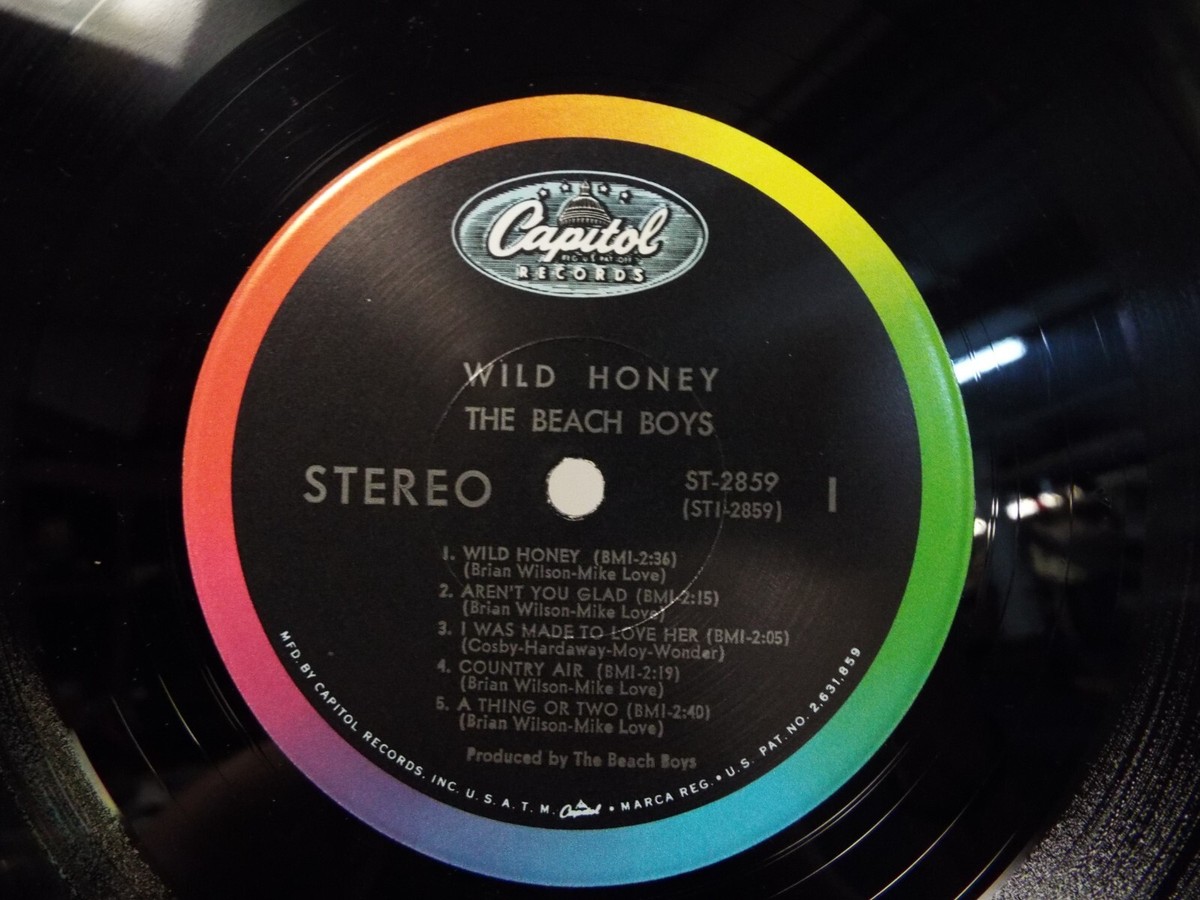 Capitol
REG. U.S. PAT. OFF.
RECORDS
WILD HONEY
THE BEACH BOYS
STEREO
ST-2859
(ST1-2859)
1
1. WILD HONEY (BMI-2:36)
(Brian Wilson-Mike Love)
2. AREN'T YOU GLAD (BMI-2:15)
(Brian Wilson-Mike Love)
3. I WAS MADE TO LOVE HER (BMI-2:05)
(Cosby-Hardaway-Moy-Wonder)
4. COUNTRY AIR (BMI-2:19)
(Brian Wilson-Mike Love)
5. A THING OR TWO (BMI-2:40)
(Brian Wilson-Mike Love)
Produced by The Beach Boys
MFD. BY CAPITOL RECORDS, INC. U.S.A. T.M. Capitol • MARCA REG. • U.S. PAT. NO. 2,631,859